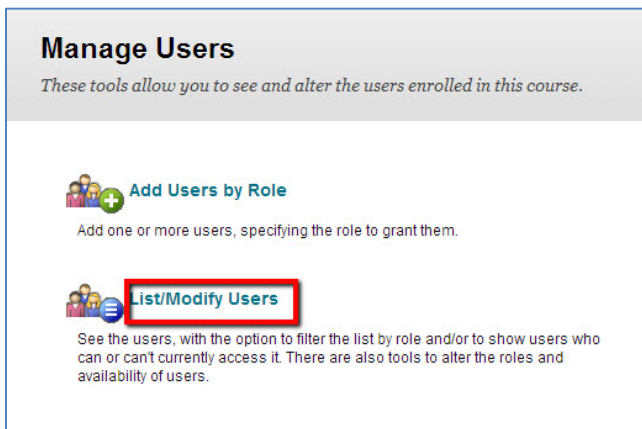 Manage Users
These tools allow you to see and alter the users enrolled in this course.
Add Users by Role
Add one or more users, specifying the role to grant them.
List/Modify Users
See the users, with the option to filter the list by role and/or to show users who
can or can't currently access it. There are also tools to alter the roles and
availability of users.